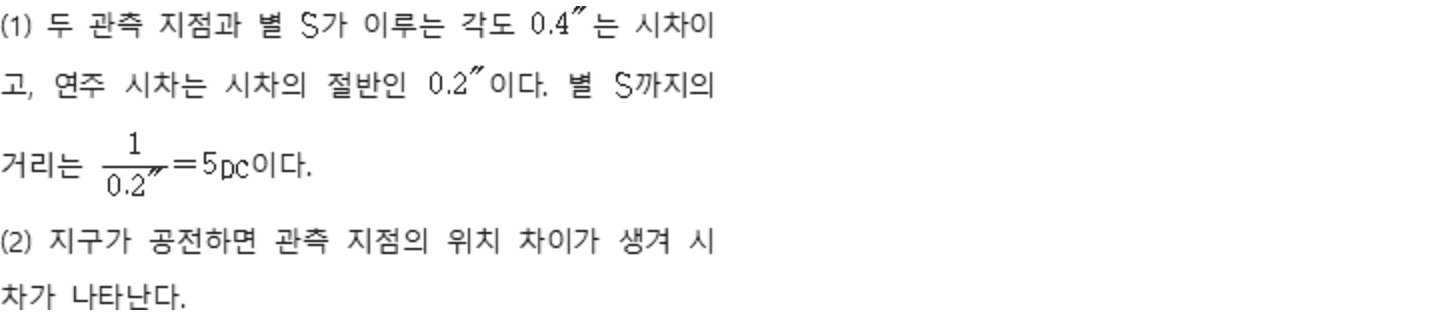 (1) 두 관측 지점과 별 S가 이루는 각도 0.4″는 시차이
고, 연주 시차는 시차의 절반인 0.2″이다. 별 S까지의
거리는 1/0.2″=5pc이다.
(2) 지구가 공전하면 관측 지점의 위치 차이가 생겨 시
차가 나타난다.